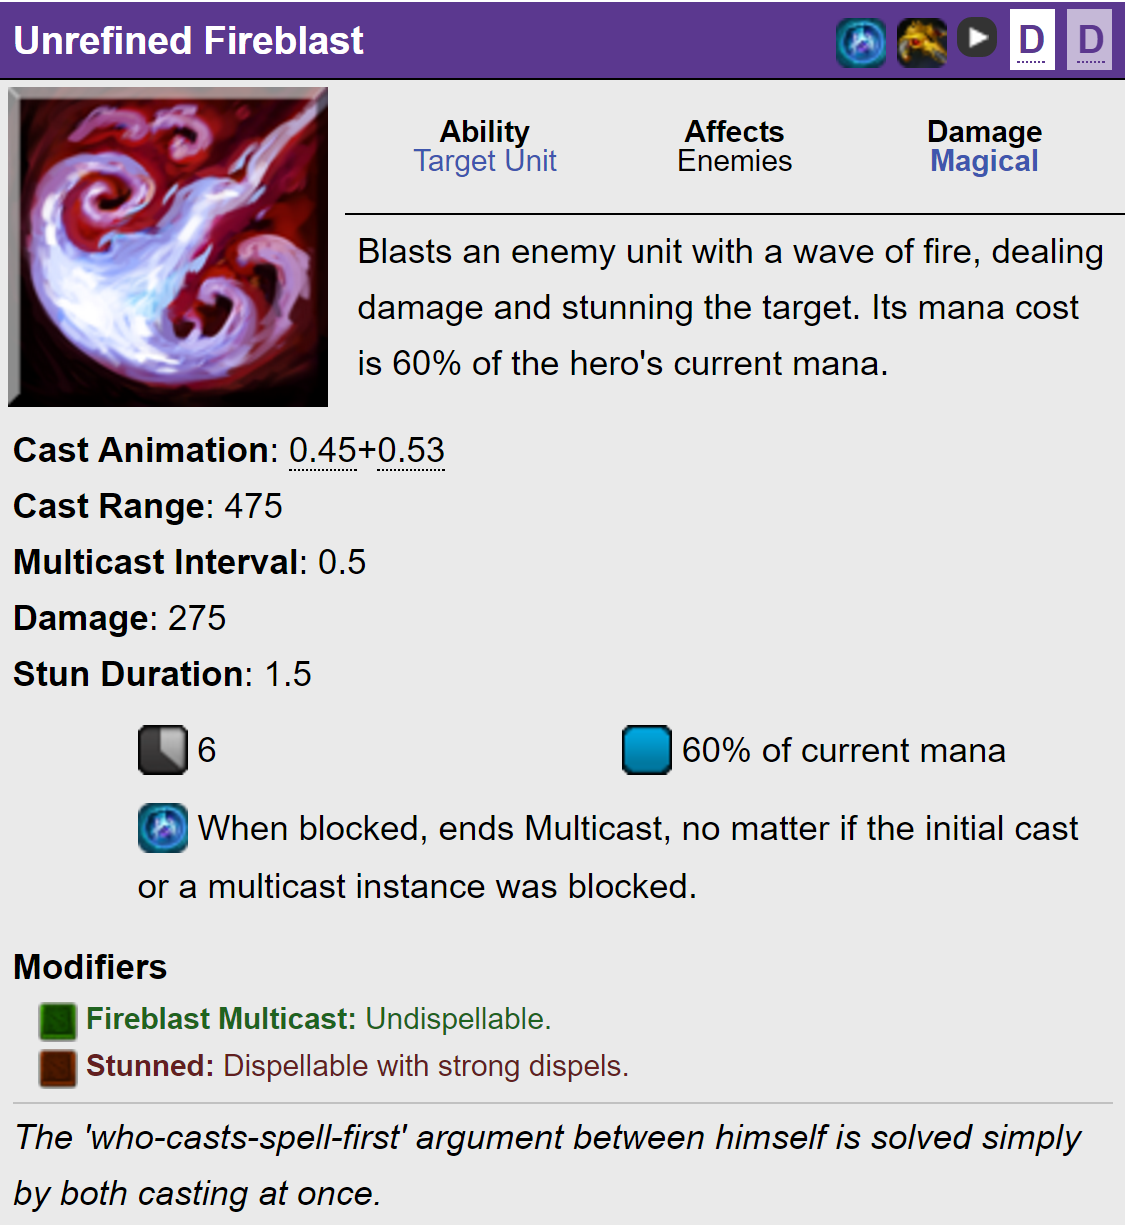 Unrefined Fireblast D D
Ability Affects Damage
Target Unit Enemies Magical
Blasts an enemy unit with a wave of fire, dealing
damage and stunning the target. Its mana cost
is 60% of the hero's current mana.
Cast Animation: 0.45+0.53
Cast Range: 475
Multicast Interval: 0.5
Damage: 275
Stun Duration: 1.5
6 60% of current mana
When blocked, ends Multicast, no matter if the initial cast
or a multicast instance was blocked.
Modifiers
Fireblast Multicast: Undispellable.
Stunned: Dispellable with strong dispels.
The 'who-casts-spell-first' argument between himself is solved simply
by both casting at once.